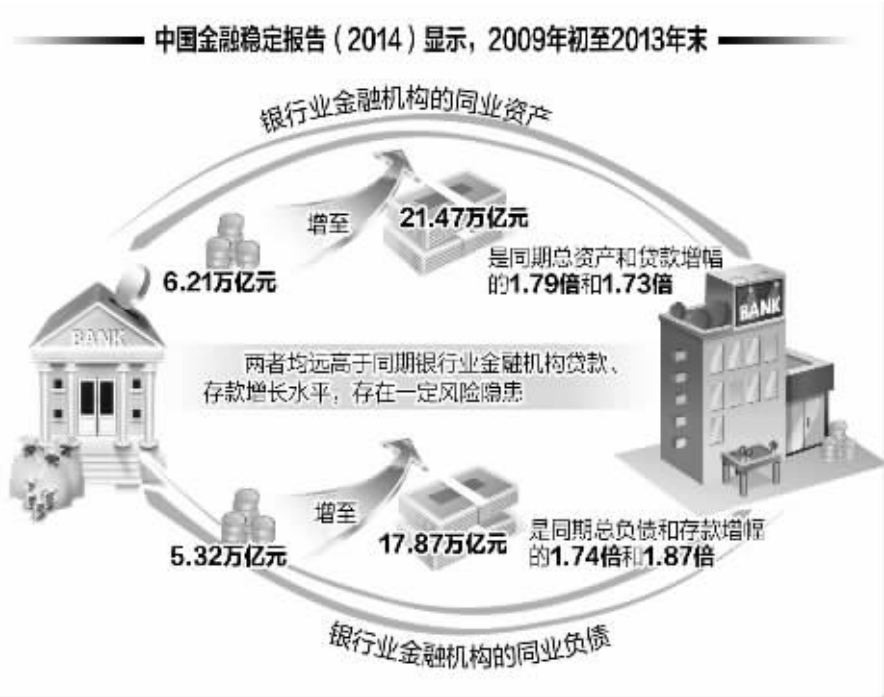 中国金融稳定报告（2014）显示，2009年初至2013年末
银行业金融机构的同业资产
增至
21.47万亿元
6.21万亿元
是同期总资产和贷款增幅
的1.79倍和1.73倍
BANK
BANK
两者均远高于同期银行业金融机构贷款、
存款增长水平，存在一定风险隐患
增至
5.32万亿元
17.87万亿元
是同期总负债和存款增幅
的1.74倍和1.87倍
银行业金融机构的同业负债